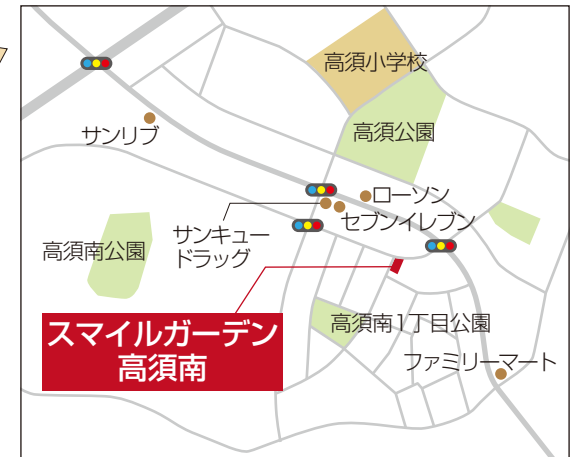 高須小学校
サンリブ
高須公園
ローソン
セブンイレブン
サンキュー
ドラッグ
高須南公園
スマイルガーデン
高須南
高須南1丁目公園
ファミリーマート